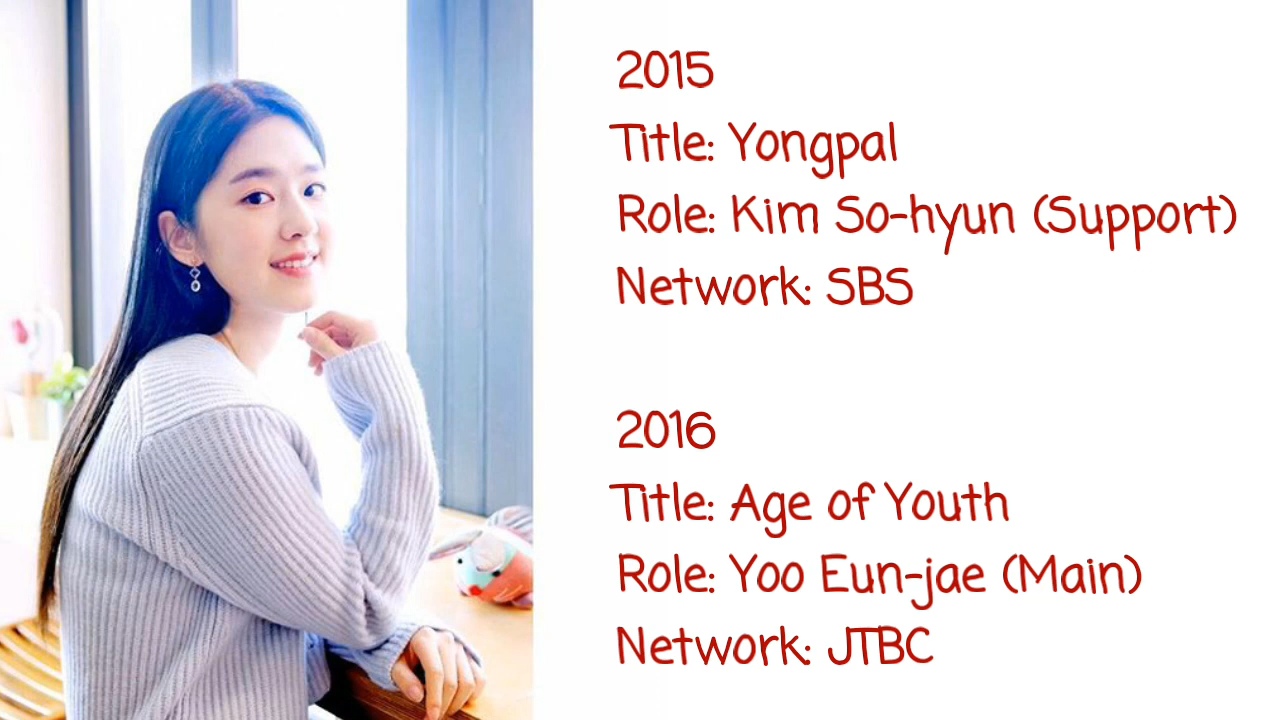 2015
Title: Yongpal
Role: Kim So-hyun (Support)
Network: SBS
2016
Title: Age of Youth
Role: Yoo Eun-jae (Main)
Network: JTBC